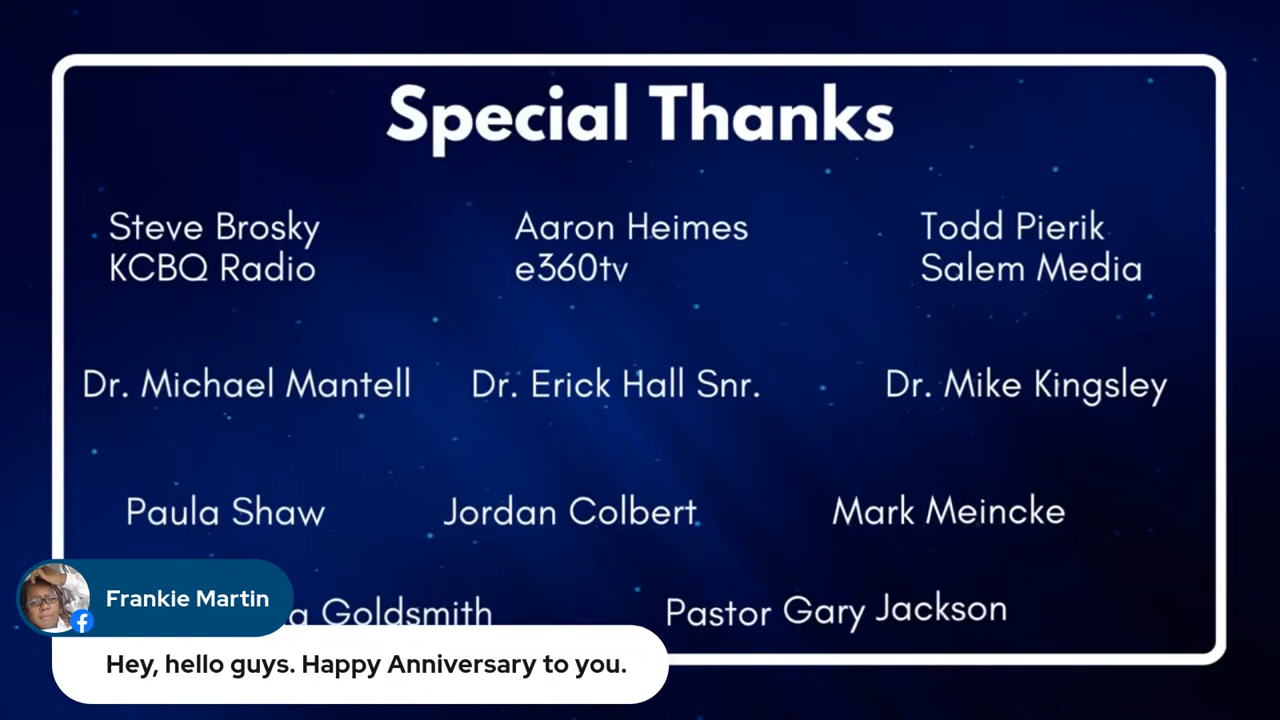 Special Thanks
Steve Brosky
KCBQ Radio
Aaron Heimes
e360tv
Todd Pierik
Salem Media
Dr. Michael Mantell
Dr. Erick Hall Snr.
Dr. Mike Kingsley
Paula Shaw
Jordan Colbert
Mark Meincke
Goldsmith
Pastor Gary Jackson
Frankie Martin
Hey, hello guys. Happy Anniversary to you.